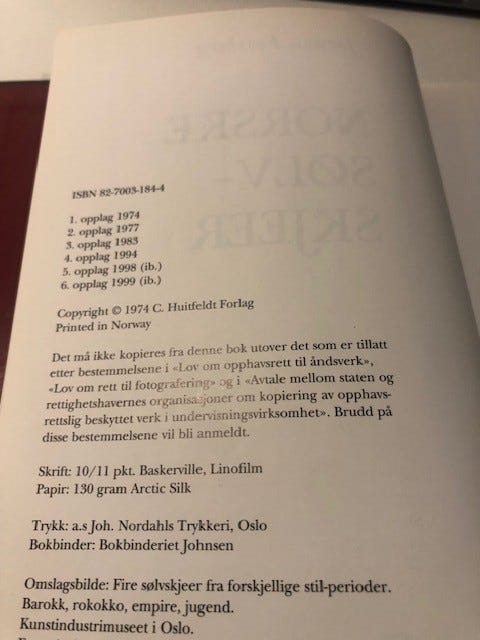 NORSKE
SØLV-
SKJEER
ISBN 82-7003-184-4
1. opplag 1974
2. opplag 1977
3. opplag 1983
4. opplag 1994
5. opplag 1998 (ib.)
6. opplag 1999 (ib.)
Copyright © 1974 C. Huitfeldt Forlag
Printed in Norway
Det må ikke kopieres fra denne bok utover det som er tillatt
etter bestemmelsene i «Lov om opphavsrett til åndsverk»,
«Lov om rett til fotografering» og i «Avtale mellom staten og
rettighetshavernes organisasjoner om kopiering av opphavs-
rettslig beskyttet verk i undervisningsvirksomhet». Brudd på
disse bestemmelsene vil bli anmeldt.
Skrift: 10/11 pkt. Baskerville, Linofilm
Papir: 130 gram Arctic Silk
Trykk: a.s Joh. Nordahls Trykkeri, Oslo
Bokbinder: Bokbinderiet Johnsen
Omslagsbilde: Fire sølvskjeer fra forskjellige stil-perioder.
Barokk, rokokko, empire, jugend.
Kunstindustrimuseet i Oslo.